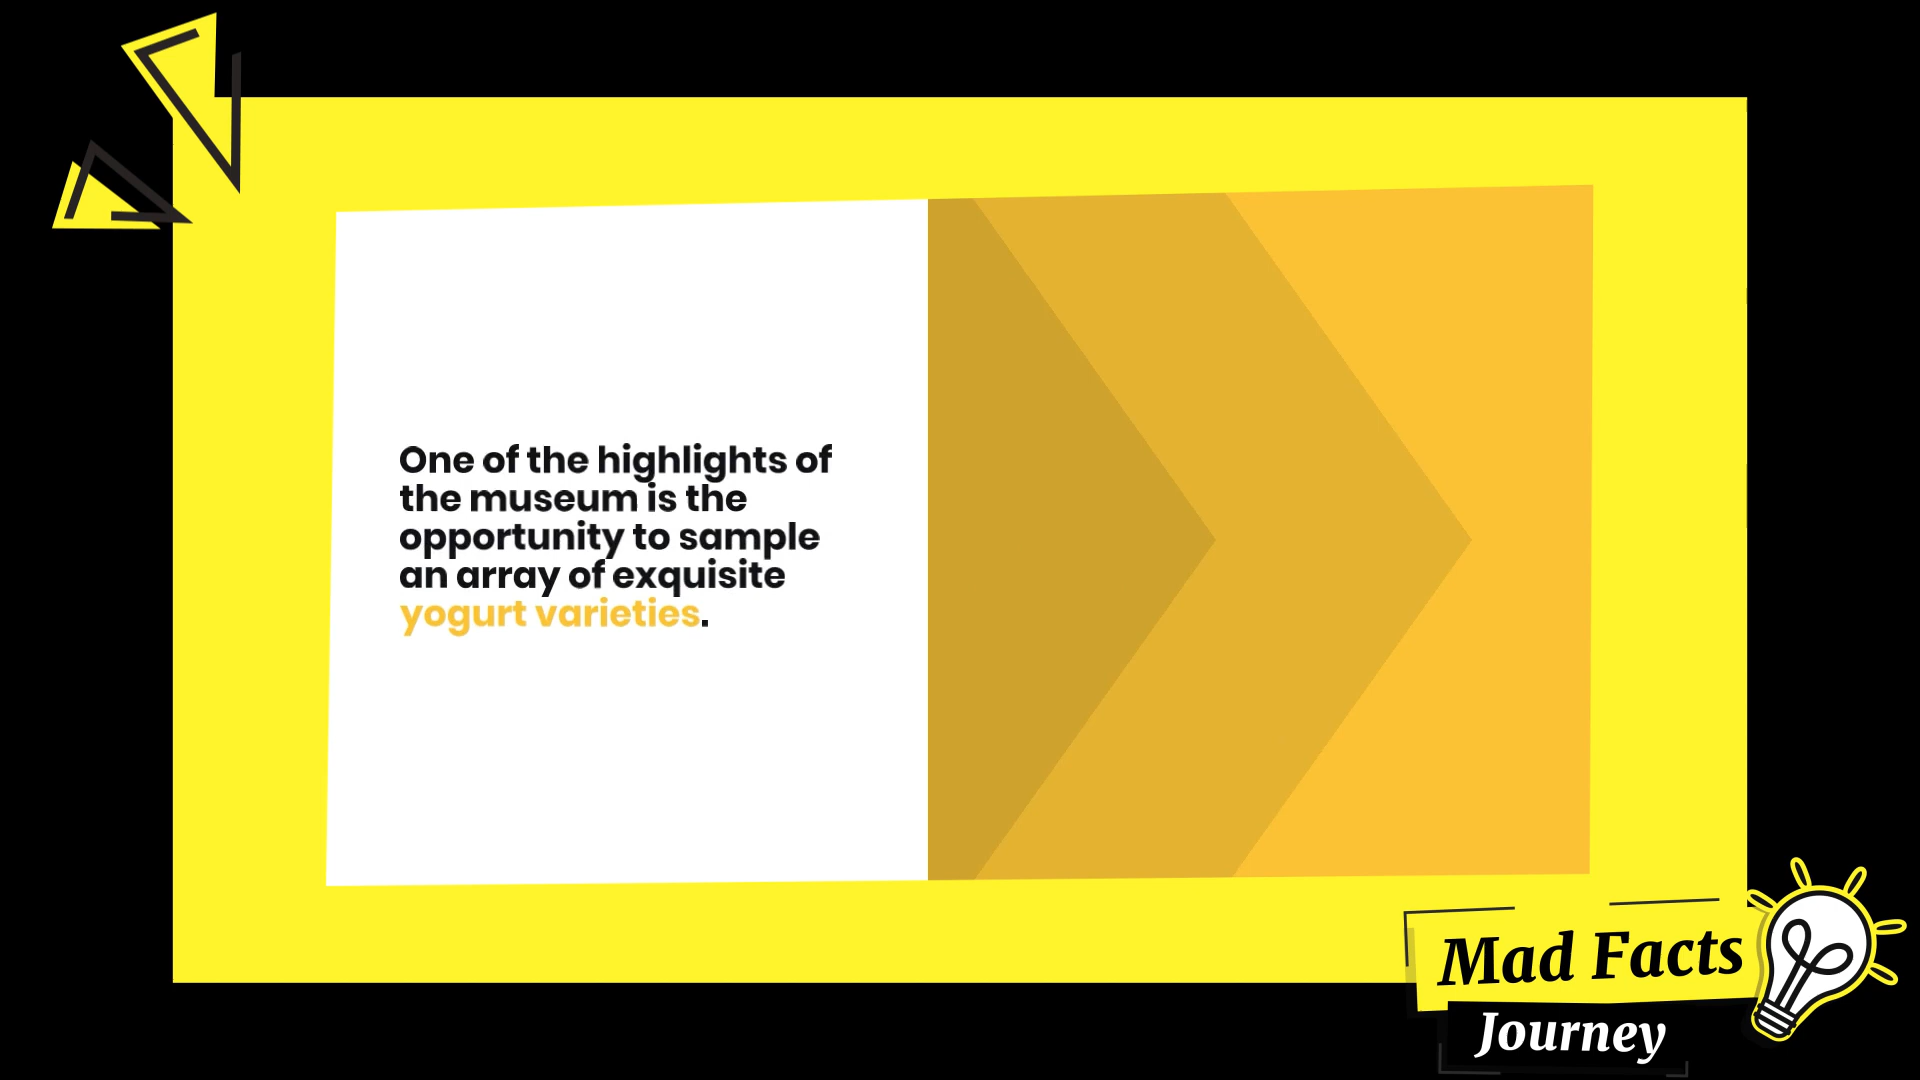 One of the highlights of
the museum is the
opportunity to sample
an array of exquisite
yogurt varieties.
Mad Facts
Journey